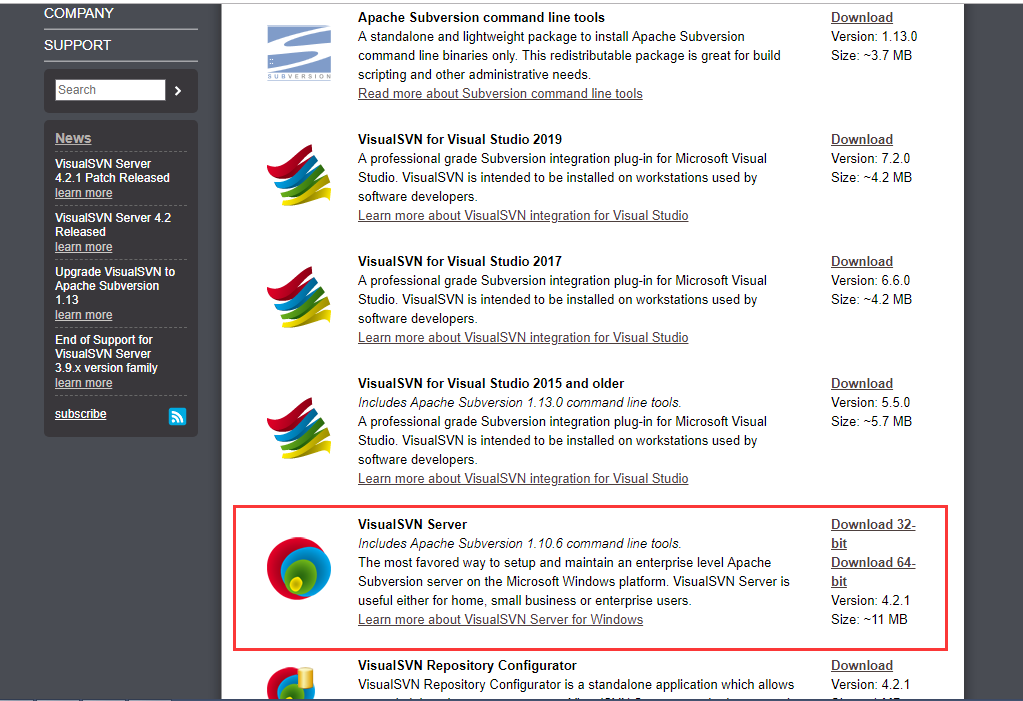 COMPANY
SUPPORT
Search
News
VisualSVN Server
4.2.1 Patch Released
learn more
VisualSVN Server 4.2
Released
learn more
Upgrade VisualSVN to
Apache Subversion
1.13
learn more
End of Support for
VisualSVN Server
3.9.x version family
learn more
subscribe
SUBVERSION
Apache Subversion command line tools
A standalone and lightweight package to install Apache Subversion
command line binaries only. This redistributable package is great for build
scripting and other administrative needs.
Read more about Subversion command line tools
Download
Version: 1.13.0
Size: ~3.7 MB
VisualSVN for Visual Studio 2019
A professional grade Subversion integration plug-in for Microsoft Visual
Studio. VisualSVN is intended to be installed on workstations used by
software developers.
Learn more about VisualSVN integration for Visual Studio
Download
Version: 7.2.0
Size: ~4.2 MB
VisualSVN for Visual Studio 2017
A professional grade Subversion integration plug-in for Microsoft Visual
Studio. VisualSVN is intended to be installed on workstations used by
software developers.
Learn more about VisualSVN integration for Visual Studio
Download
Version: 6.6.0
Size: ~4.2 MB
VisualSVN for Visual Studio 2015 and older
Includes Apache Subversion 1.13.0 command line tools.
A professional grade Subversion integration plug-in for Microsoft Visual
Studio. VisualSVN is intended to be installed on workstations used by
software developers.
Learn more about VisualSVN integration for Visual Studio
Download
Version: 5.5.0
Size: ~5.7 MB
VisualSVN Server
Includes Apache Subversion 1.10.6 command line tools.
The most favored way to setup and maintain an enterprise level Apache
Subversion server on the Microsoft Windows platform. VisualSVN Server is
useful either for home, small business or enterprise users.
Learn more about VisualSVN Server for Windows
Download 32-
bit
Download 64-
bit
Version: 4.2.1
Size: ~11 MB
VisualSVN Repository Configurator
VisualSVN Repository Configurator is a standalone application which allows
Download
Version: 4.2.1